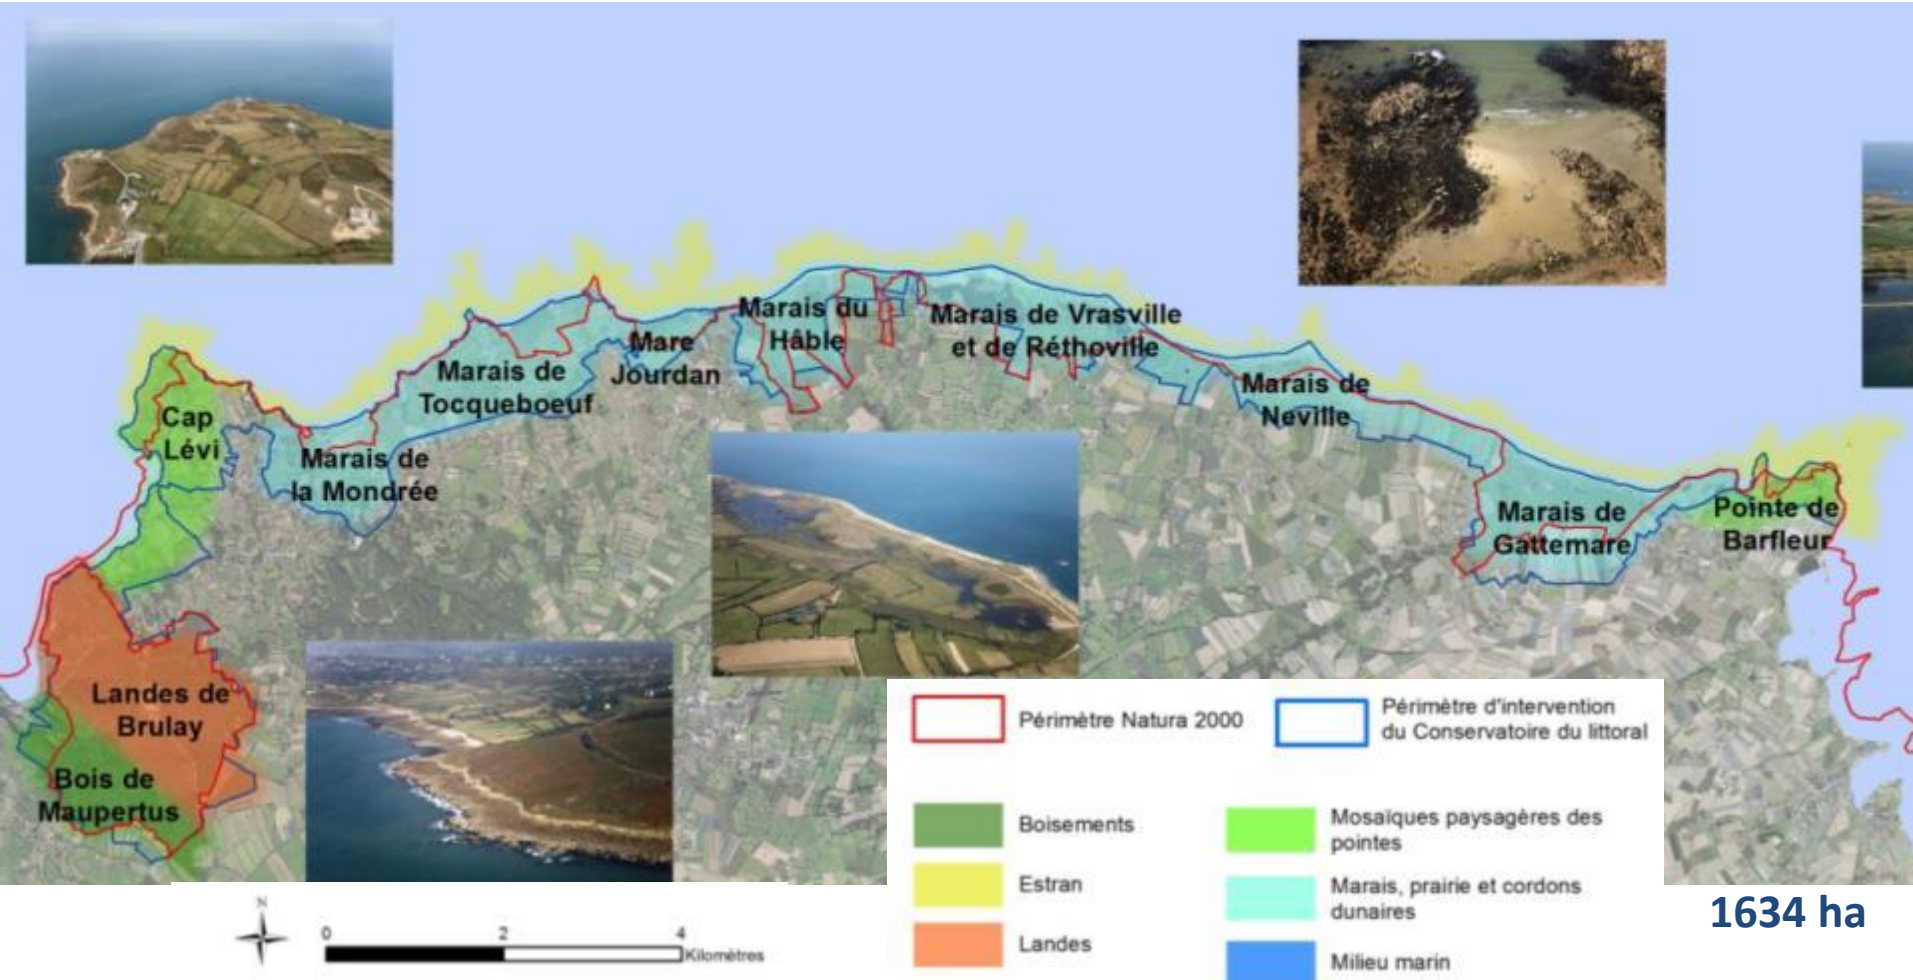 Marais du
Hâble
Marais de Vrasville
et de Réthoville
Mare
Jourdan
Marais de
Tocqueboeuf
Marais de
Neville
Cap
Lévi
Marais de
la Mondrée
Marais de
Gattemare
Pointe de
Barfleur
Landes de
Brulay
Bois de
Maupertus
Périmètre Natura 2000
Périmètre d'intervention
du Conservatoire du littoral
Boisements
Estran
Landes
Mosaïques paysagères des
pointes
Marais, prairie et cordons
dunaires
Milieu marin
1634 ha
N
0 2 4
Kilomètres